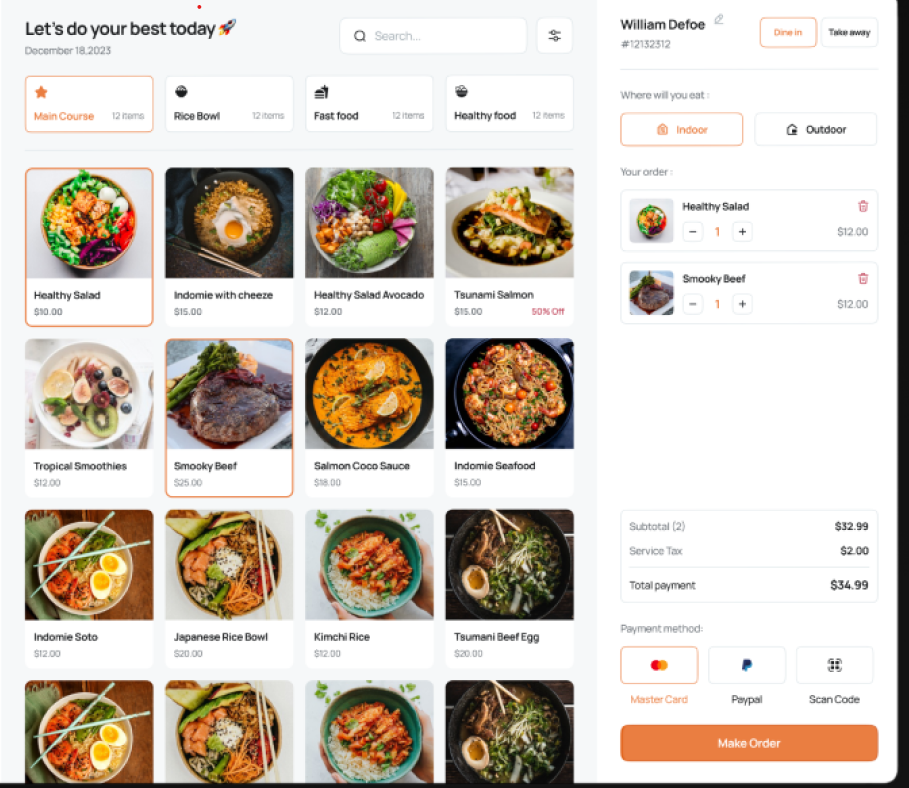 Let's do your best today 🚀
December 18,2023
Search...
Main Course 12 items
Rice Bowl 12 items
Fast food 12 items
Healthy food 12 items
Healthy Salad
$10.00
Indomie with cheeze
$15.00
Healthy Salad Avocado
$12.00
Tsunami Salmon
$15.00 50% Off
Tropical Smoothies
$12.00
Smooky Beef
$25.00
Salmon Coco Sauce
$18.00
Indomie Seafood
$15.00
Indomie Soto
$12.00
Japanese Rice Bowl
$20.00
Kimchi Rice
$12.00
Tsumani Beef Egg
$20.00
William Defoe
#12132312
Dine in
Take away
Where will you eat :
Indoor
Outdoor
Your order :
Healthy Salad
− 1 + $12.00
Smooky Beef
− 1 + $12.00
Subtotal (2) $32.99
Service Tax $2.00
Total payment $34.99
Payment method:
Master Card
Paypal
Scan Code
Make Order